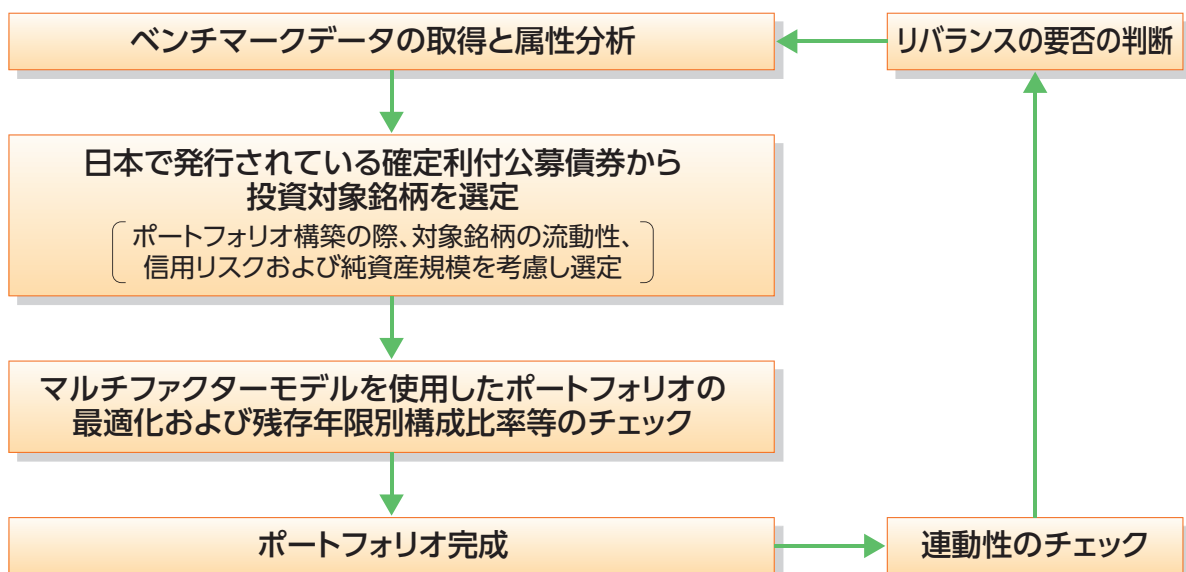 ベンチマークデータの取得と属性分析
リバランスの要否の判断
日本で発行されている確定利付公募債券から
投資対象銘柄を選定
ポートフォリオ構築の際、対象銘柄の流動性、
信用リスクおよび純資産規模を考慮し選定
マルチファクターモデルを使用したポートフォリオの
最適化および残存年限別構成比率等のチェック
ポートフォリオ完成
連動性のチェック